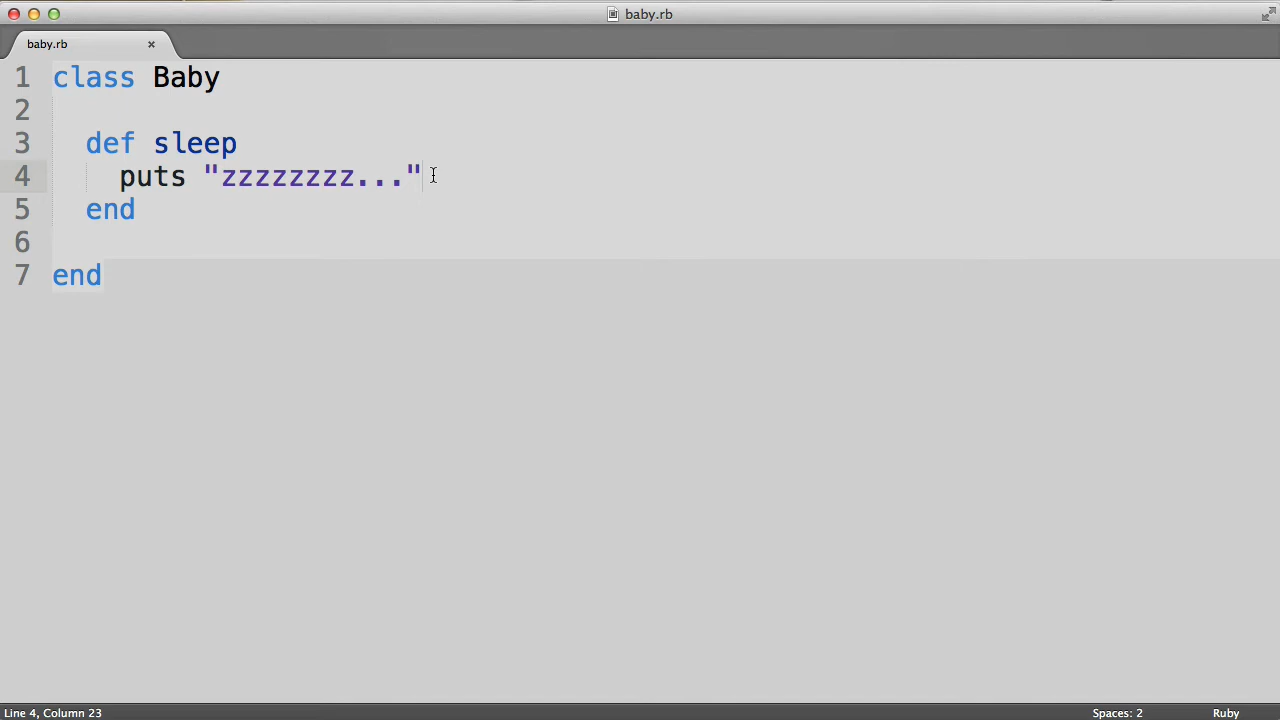 baby.rb
baby.rb
1 class Baby
2
3 def sleep
4 puts "zzzzzzzz..."
5 end
6
7 end
Line 4, Column 23
Spaces: 2
Ruby